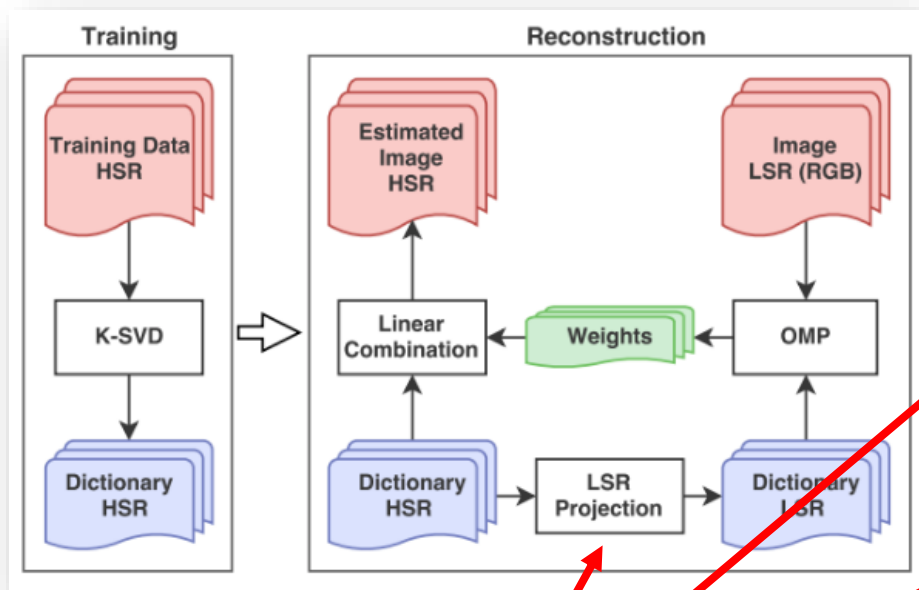 Training
Training Data
HSR
K-SVD
Dictionary
HSR
Reconstruction
Estimated
Image
HSR
Image
LSR (RGB)
Linear
Combination
Weights
OMP
Dictionary
HSR
LSR
Projection
Dictionary
LSR